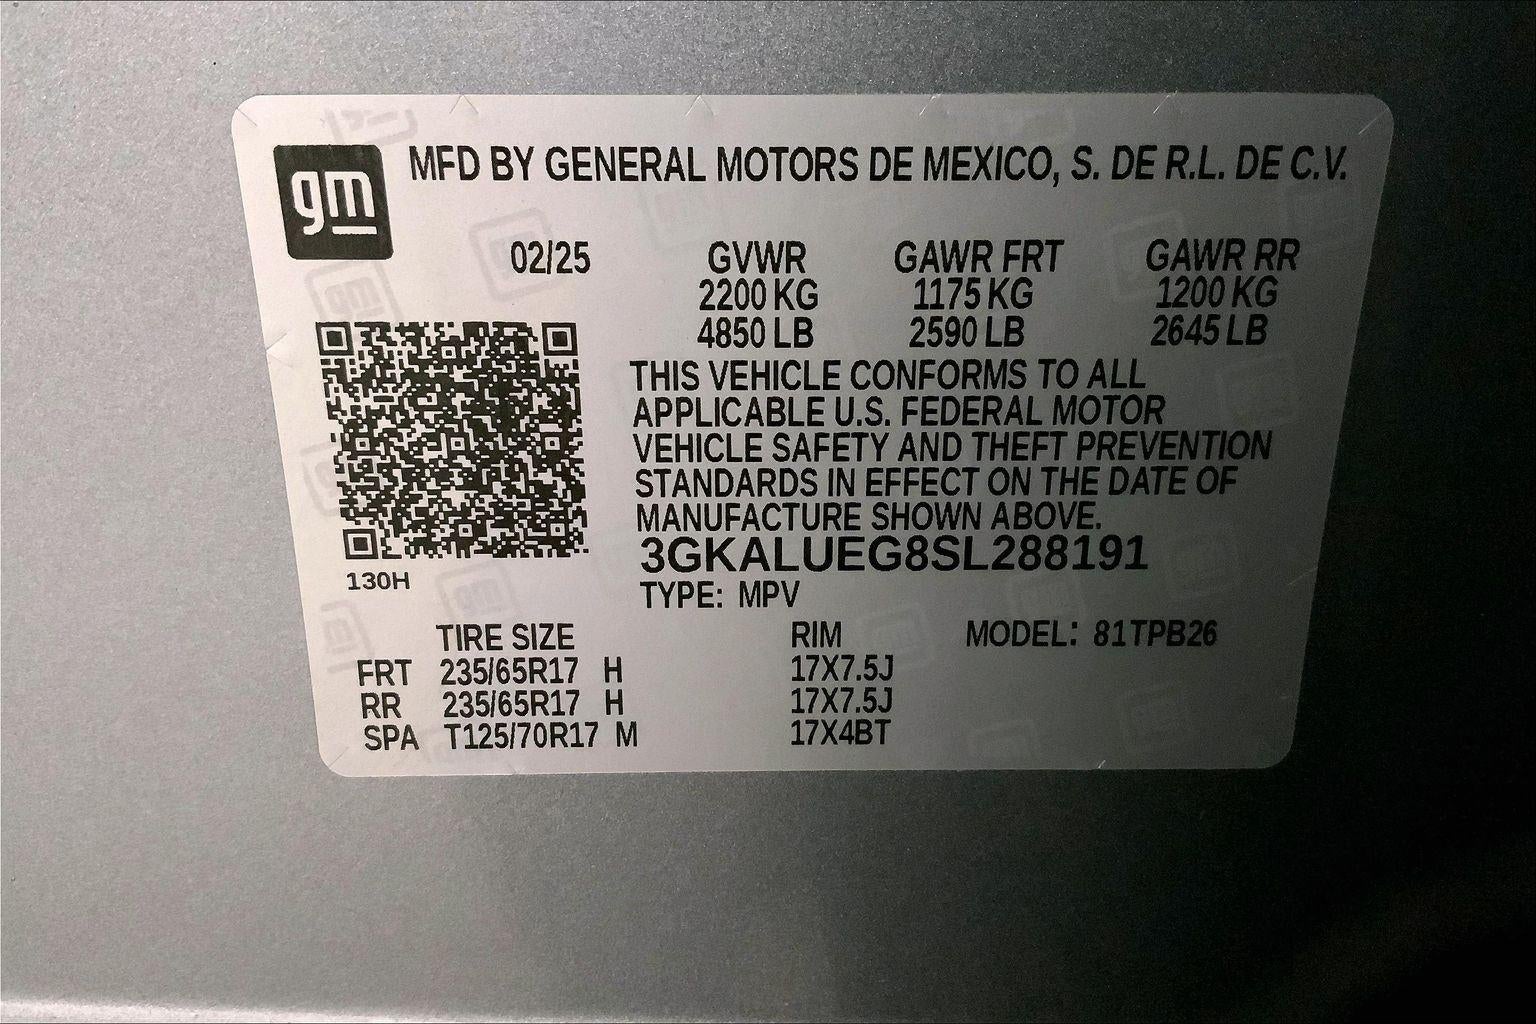 gm MFD BY GENERAL MOTORS DE MEXICO, S. DE R.L. DE C.V.
02/25 GVWR GAWR FRT GAWR RR
2200 KG 1175 KG 1200 KG
4850 LB 2590 LB 2645 LB
THIS VEHICLE CONFORMS TO ALL
APPLICABLE U.S. FEDERAL MOTOR
VEHICLE SAFETY AND THEFT PREVENTION
STANDARDS IN EFFECT ON THE DATE OF
MANUFACTURE SHOWN ABOVE.
3GKALUEG8SL288191
130H
TYPE: MPV
TIRE SIZE RIM MODEL: 81TPB26
FRT 235/65R17 H 17X7.5J
RR 235/65R17 H 17X7.5J
SPA T125/70R17 M 17X4BT